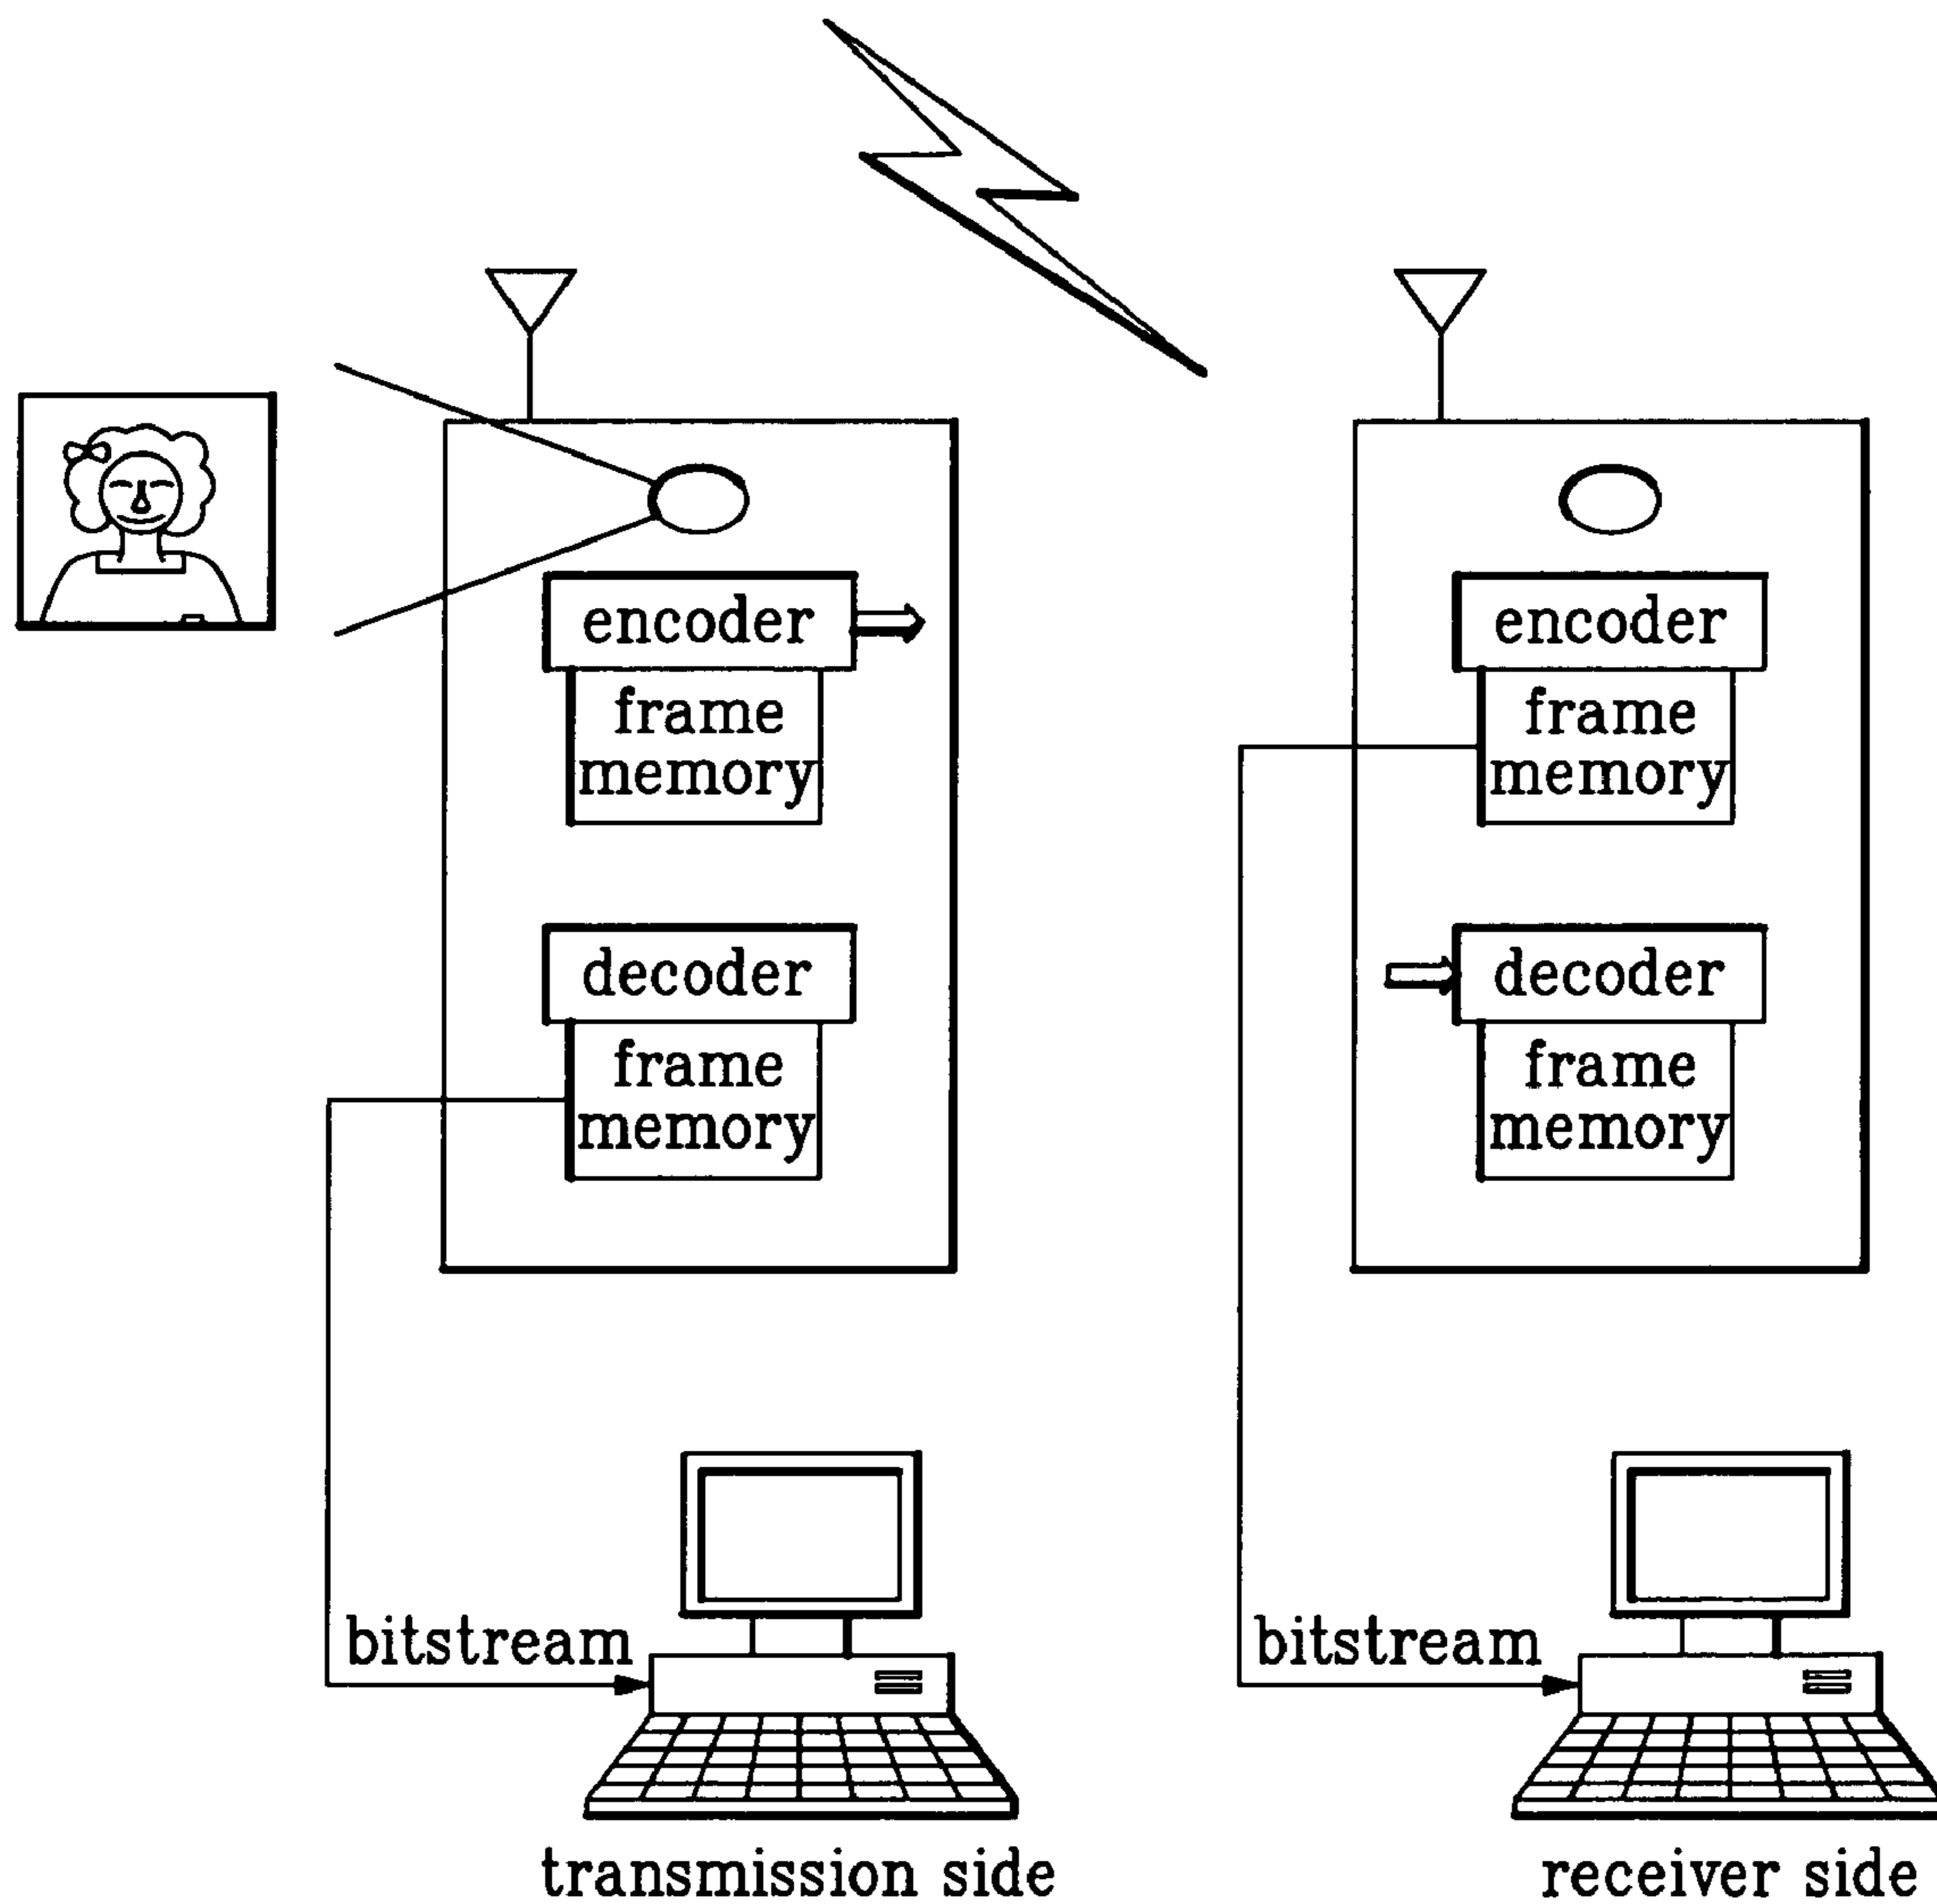 encoder
frame
memory
decoder
frame
memory
bitstream
transmission side
encoder
frame
memory
decoder
frame
memory
bitstream
receiver side